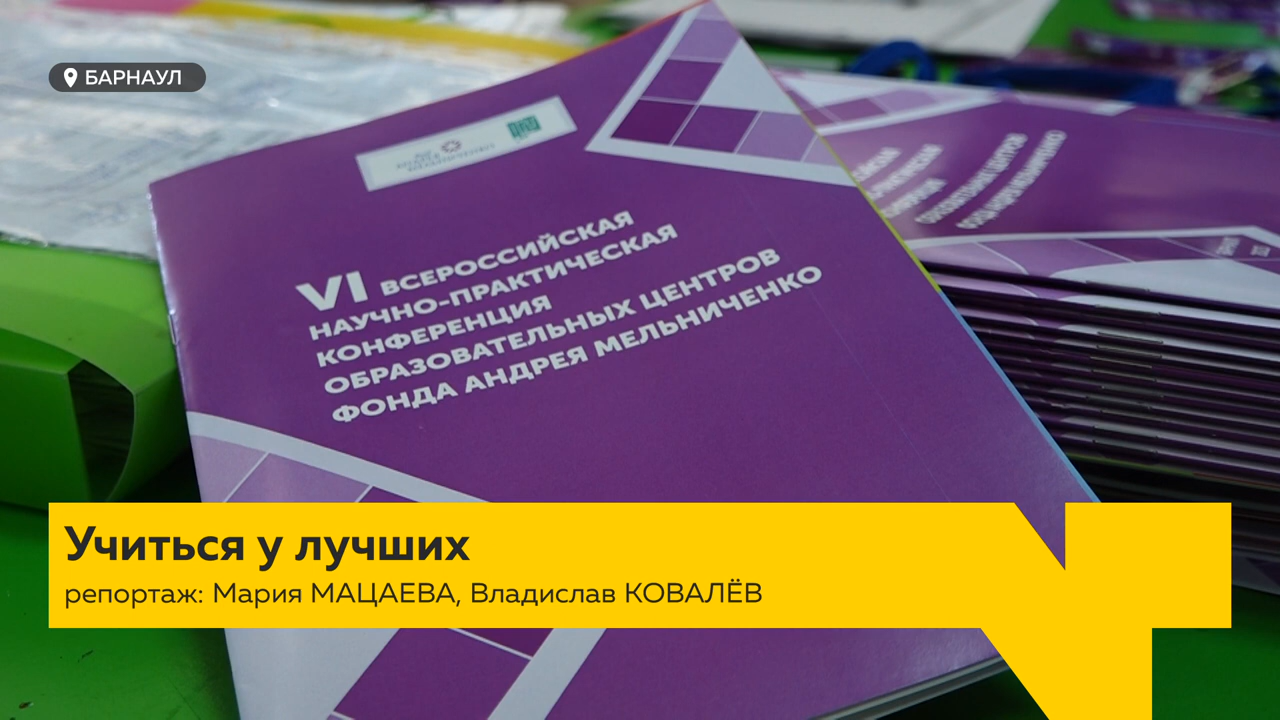 БАРНАУЛ
VI ВСЕРОССИЙСКАЯ
НАУЧНО-ПРАКТИЧЕСКАЯ
КОНФЕРЕНЦИЯ
ОБРАЗОВАТЕЛЬНЫХ ЦЕНТРОВ
ФОНДА АНДРЕЯ МЕЛЬНИЧЕНКО
Учиться у лучших
репортаж: Мария МАЦАЕВА, Владислав КОВАЛЁВ